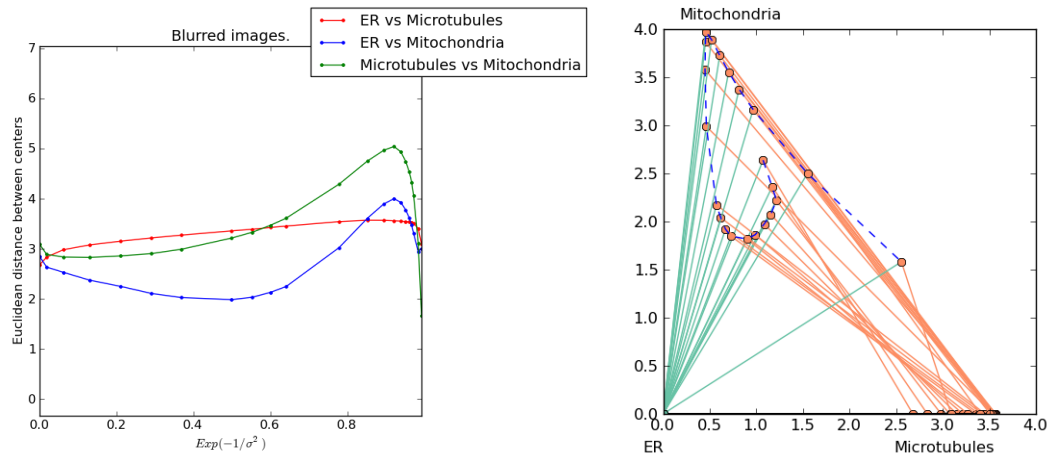 ER vs Microtubules
ER vs Mitochondria
Microtubules vs Mitochondria
Blurred images.
Euclidean distance between centers
7
6
5
4
3
2
1
0
0.0 0.2 0.4 0.6 0.8
Exp(−1/σ²)
Mitochondria
4.0
3.5
3.0
2.5
2.0
1.5
1.0
0.5
0.0
0.0 0.5 1.0 1.5 2.0 2.5 3.0 3.5 4.0
ER Microtubules